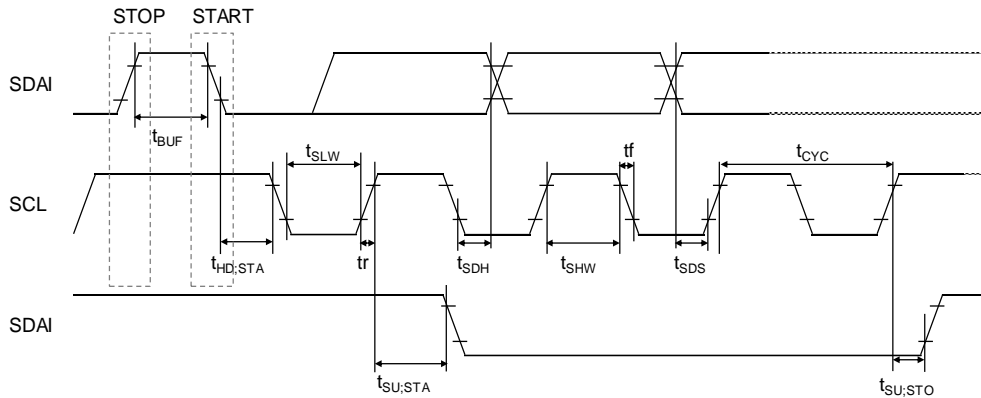 STOP START
SDAI
tBUF
tSLW tf tCYC
SCL
tHD;STA tr tSDH tSHW tSDS
SDAI
tSU;STA tSU;STO